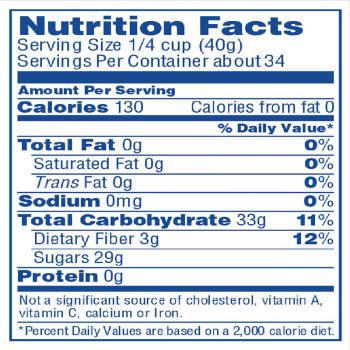 Nutrition Facts
Serving Size 1/4 cup (40g)
Servings Per Container about 34
Amount Per Serving
Calories 130 Calories from fat 0
% Daily Value*
Total Fat 0g 0%
Saturated Fat 0g 0%
Trans Fat 0g 0%
Sodium 0mg 0%
Total Carbohydrate 33g 11%
Dietary Fiber 3g 12%
Sugars 29g
Protein 0g
Not a significant source of cholesterol, vitamin A,
vitamin C, calcium or Iron.
*Percent Daily Values are based on a 2,000 calorie diet.